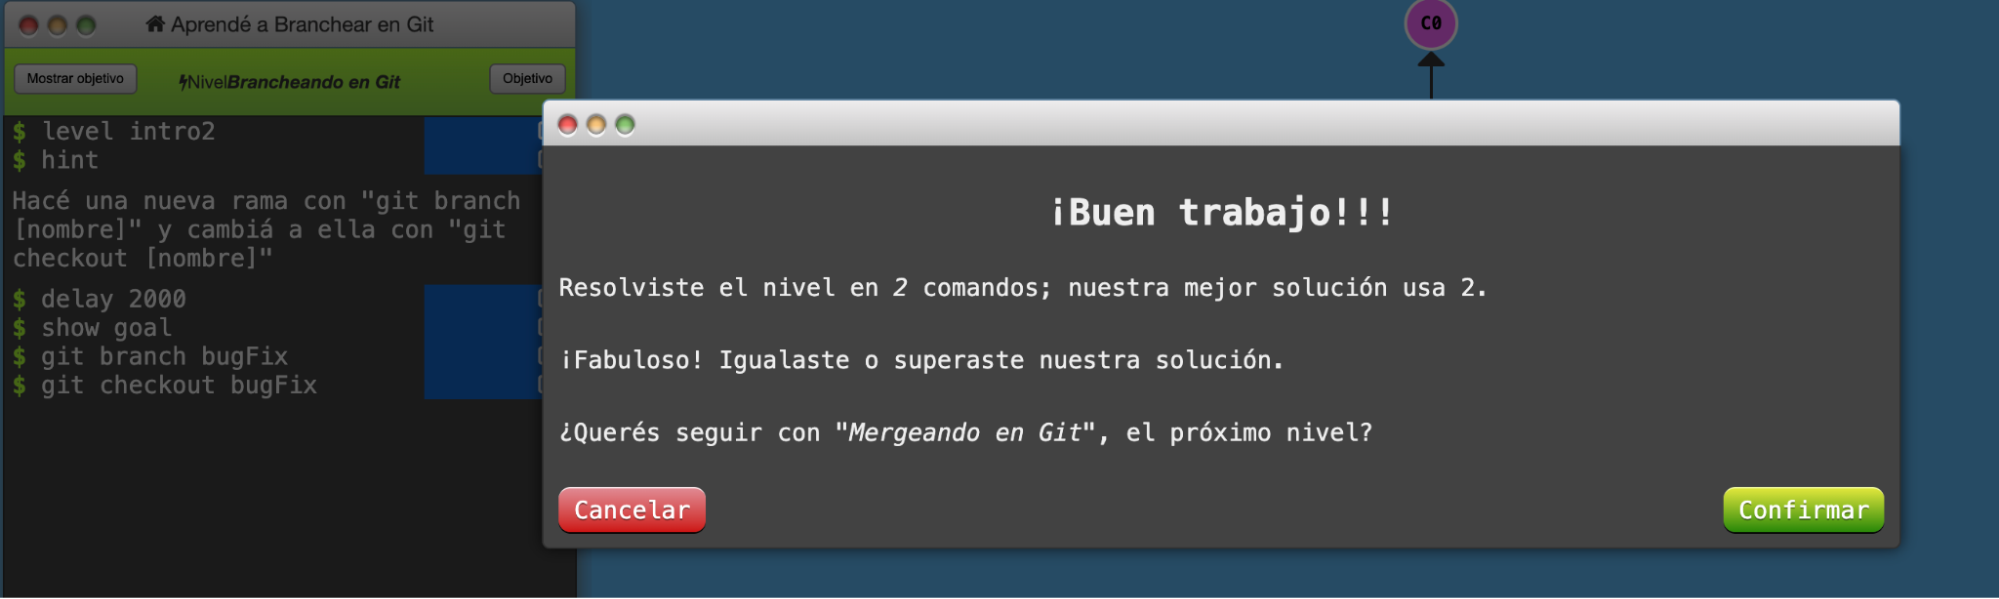 Aprendé a Branchear en Git
Mostrar objetivo
NivelBrancheando en Git
Objetivo
$ level intro2
$ hint
Hacé una nueva rama con "git branch
[nombre]" y cambiá a ella con "git
checkout [nombre]"
$ delay 2000
$ show goal
$ git branch bugFix
$ git checkout bugFix
C0
¡Buen trabajo!!!
Resolviste el nivel en 2 comandos; nuestra mejor solución usa 2.
¡Fabuloso! Igualaste o superaste nuestra solución.
¿Querés seguir con "Mergeando en Git", el próximo nivel?
Cancelar
Confirmar